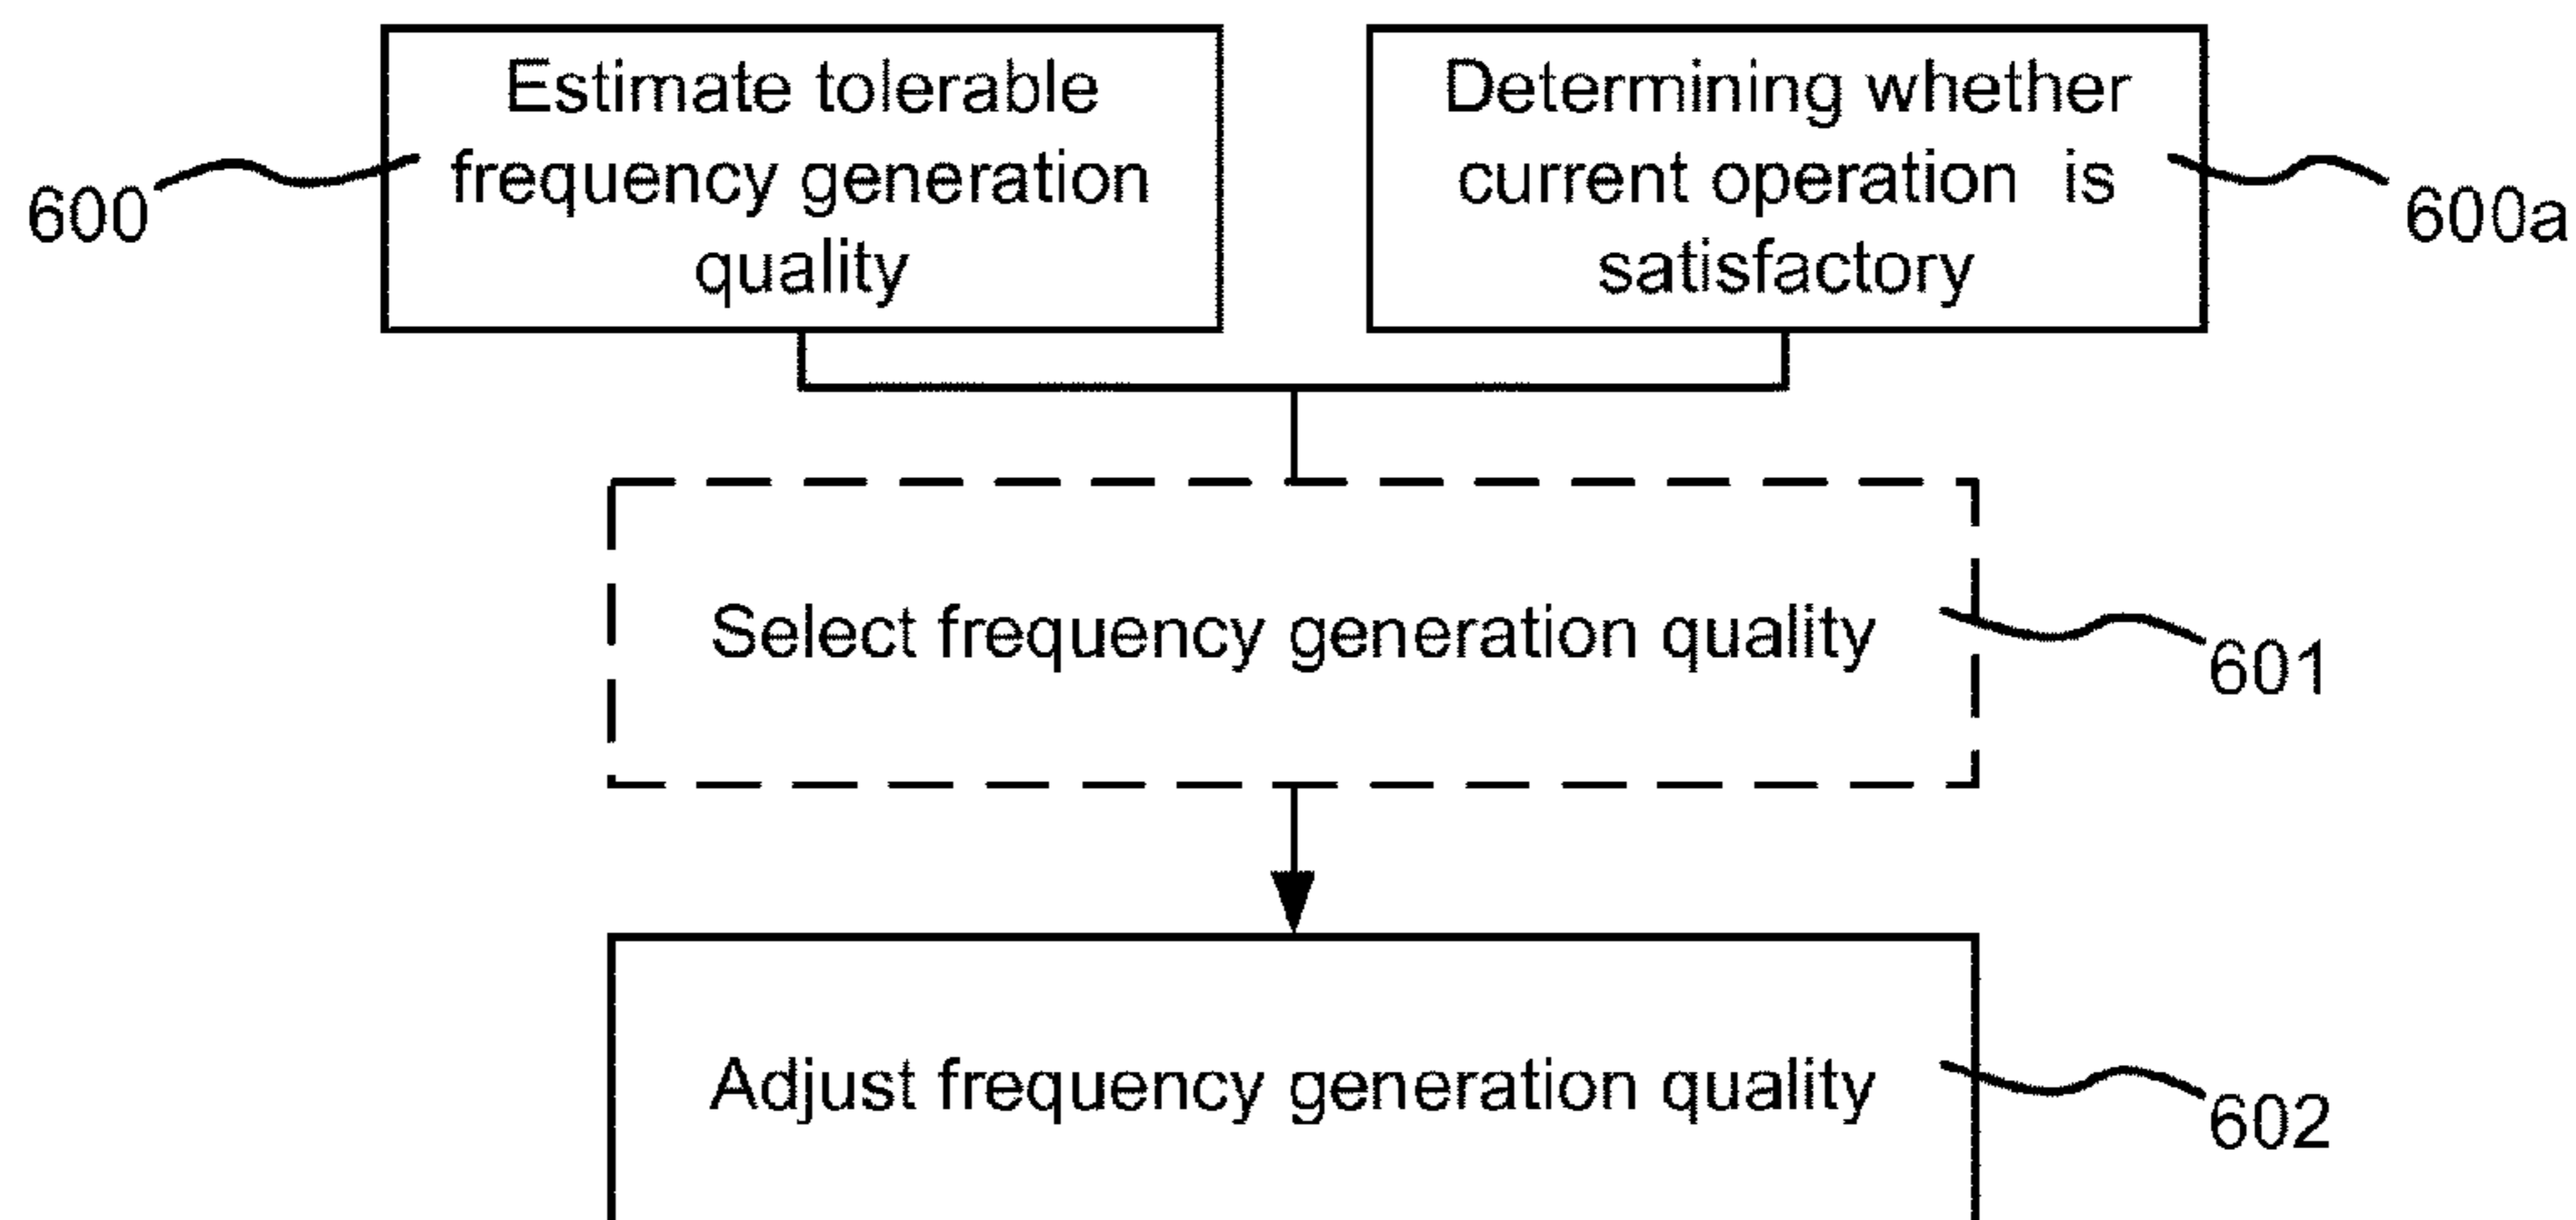 Estimate tolerable
frequency generation
quality
600
Determining whether
current operation is
satisfactory
600a
Select frequency generation quality
601
Adjust frequency generation quality
602